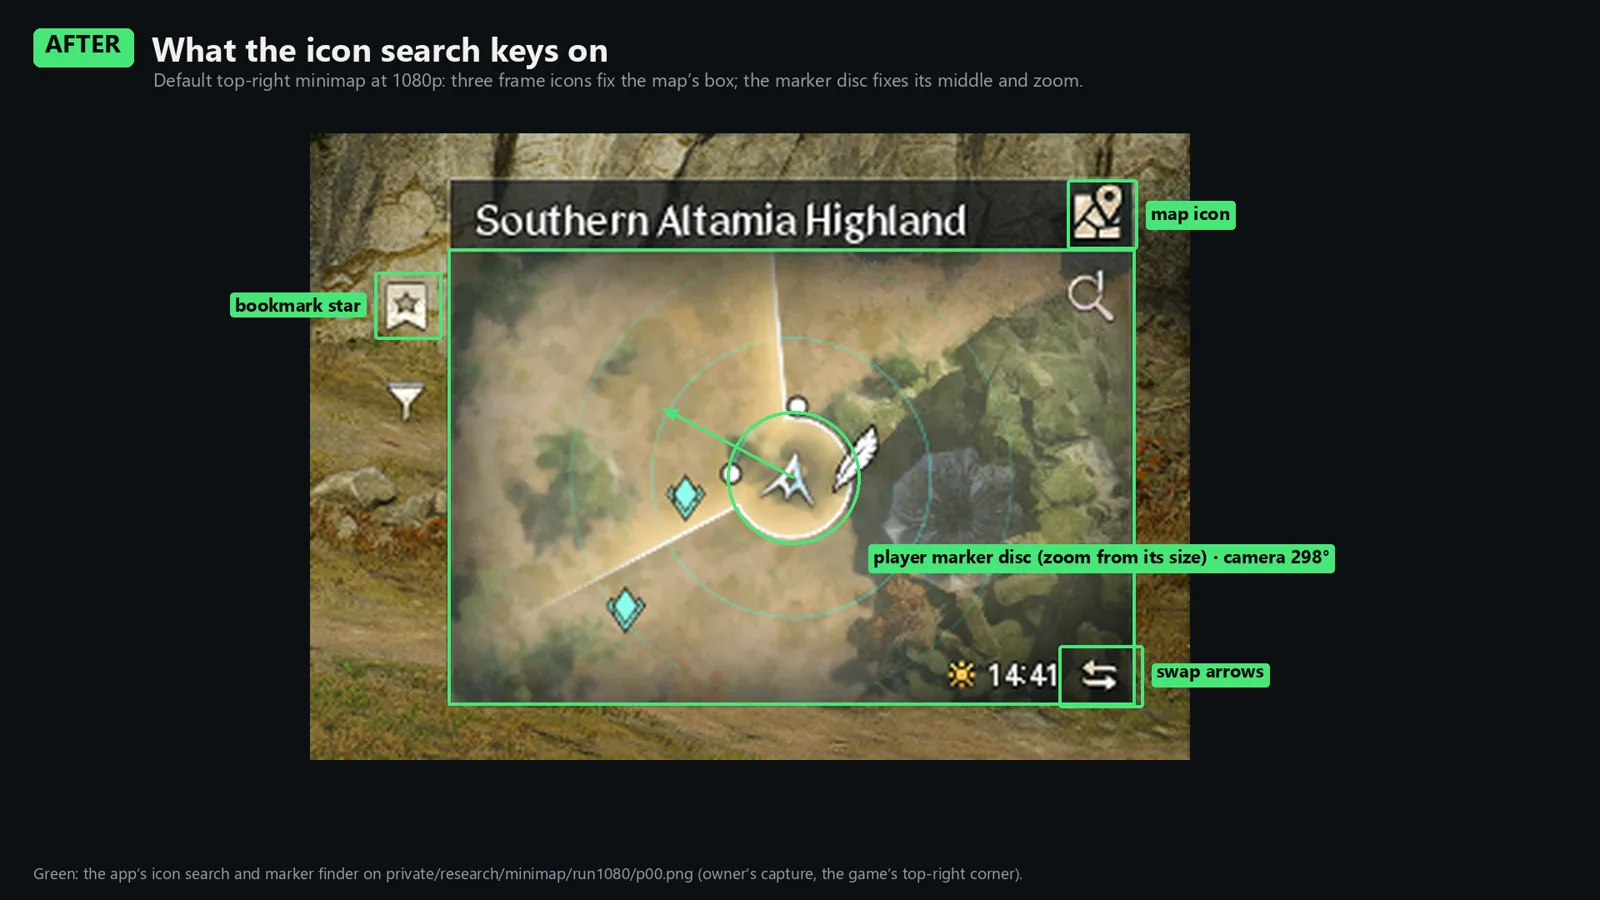 AFTER
What the icon search keys on
Default top-right minimap at 1080p: three frame icons fix the map's box; the marker disc fixes its middle and zoom.
Southern Altamia Highland
map icon
bookmark star
player marker disc (zoom from its size) · camera 298°
14:41
swap arrows
Green: the app's icon search and marker finder on private/research/minimap/run1080/p00.png (owner's capture, the game's top-right corner).